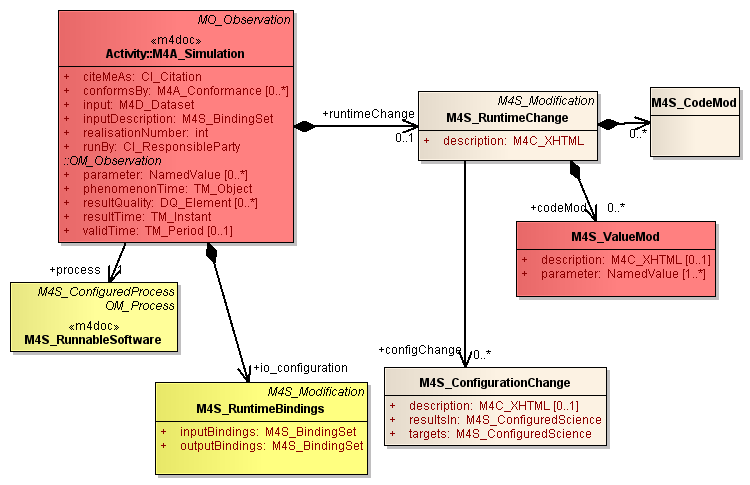 MO_Observation
«m4doc»
Activity::M4A_Simulation
+ citeMeAs: CI_Citation
+ conformsBy: M4A_Conformance [0..*]
+ input: M4D_Dataset
+ inputDescription: M4S_BindingSet
+ realisationNumber: int
+ runBy: CI_ResponsibleParty
::OM_Observation
+ parameter: NamedValue [0..*]
+ phenomenonTime: TM_Object
+ resultQuality: DQ_Element [0..*]
+ resultTime: TM_Instant
+ validTime: TM_Period [0..1]
+runtimeChange
0..1
M4S_Modification
M4S_RuntimeChange
+ description: M4C_XHTML
M4S_CodeMod
0..*
+codeMod
0..*
M4S_ValueMod
+ description: M4C_XHTML [0..1]
+ parameter: NamedValue [1..*]
+process
1
M4S_ConfiguredProcess
OM_Process
«m4doc»
M4S_RunnableSoftware
+io_configuration
M4S_Modification
M4S_RuntimeBindings
+ inputBindings: M4S_BindingSet
+ outputBindings: M4S_BindingSet
+configChange
0..*
M4S_ConfigurationChange
+ description: M4C_XHTML [0..1]
+ resultsIn: M4S_ConfiguredScience
+ targets: M4S_ConfiguredScience